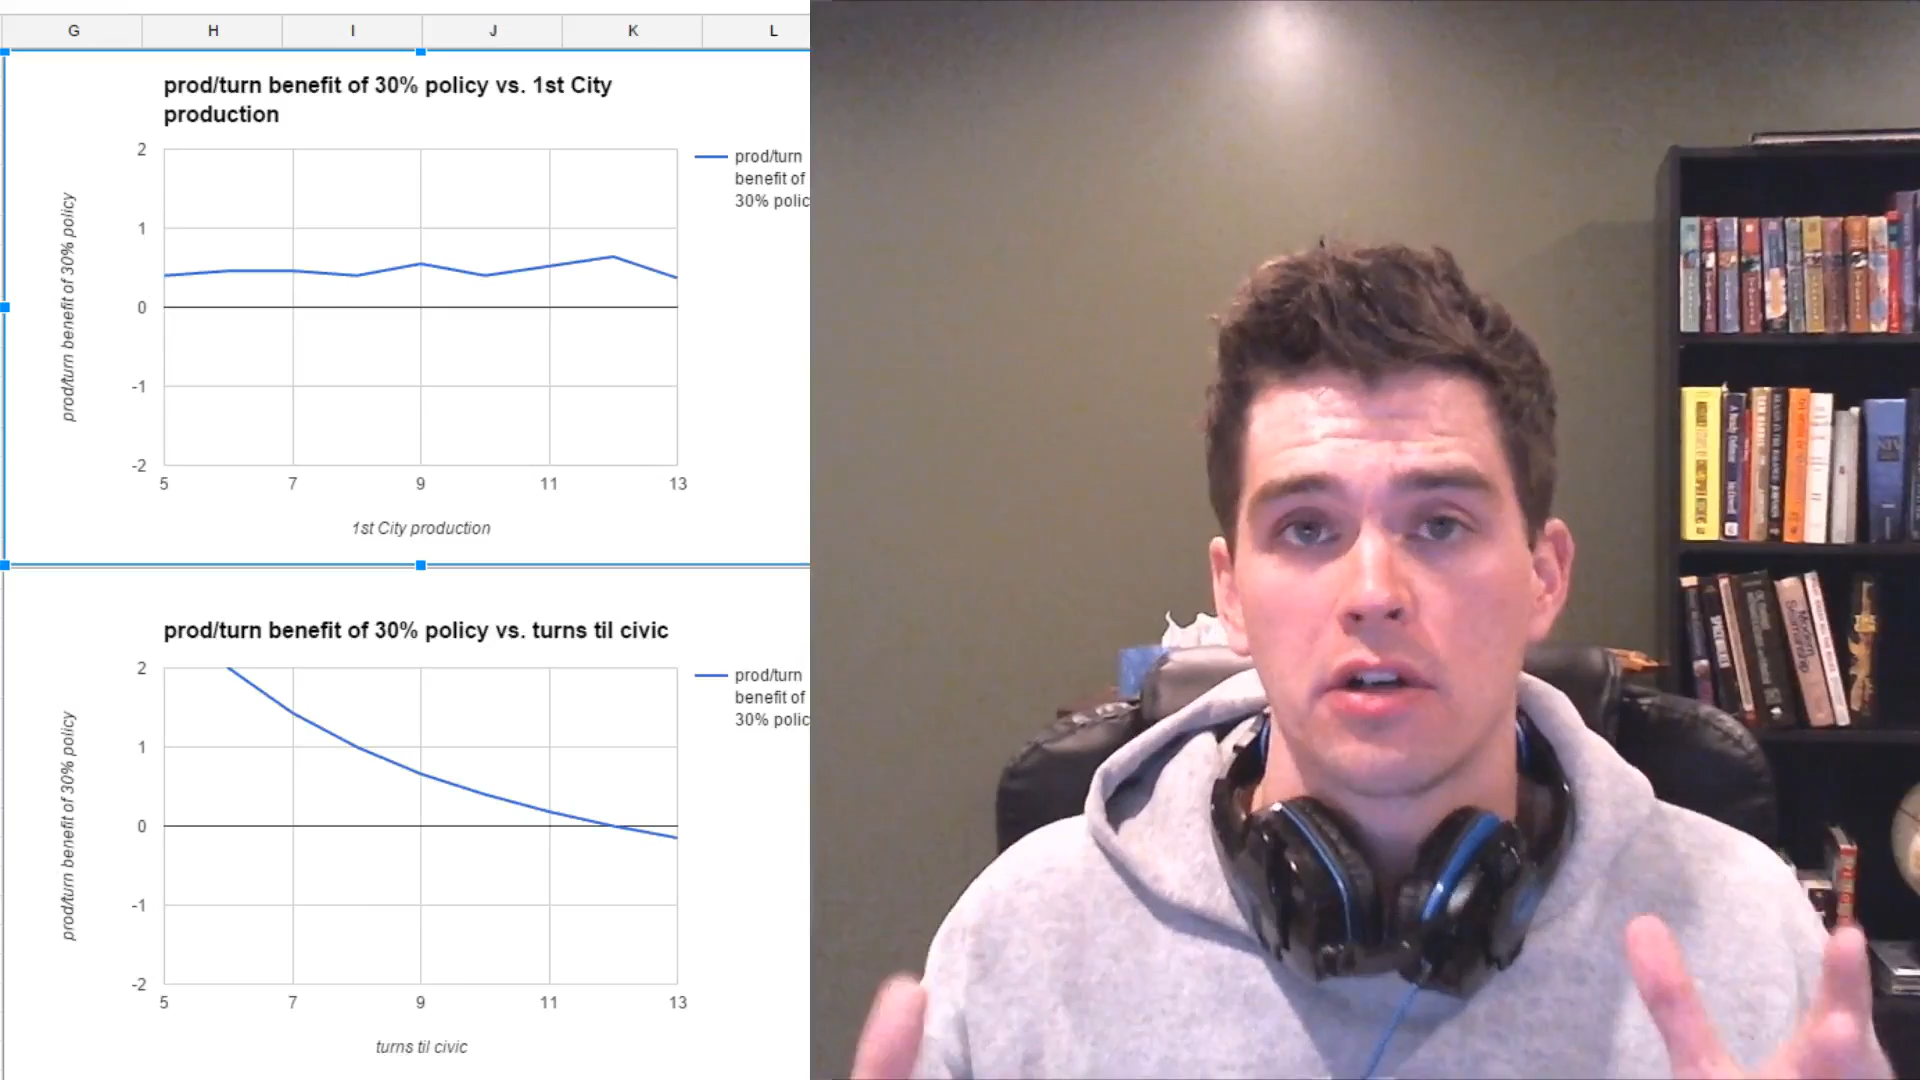 G H I J K L
prod/turn benefit of 30% policy vs. 1st City
production
2
1
0
-1
-2
prod/turn benefit of 30% policy
5 7 9 11 13
1st City production
prod/turn
benefit of
30% polic
prod/turn benefit of 30% policy vs. turns til civic
2
1
0
-1
-2
prod/turn benefit of 30% policy
5 7 9 11 13
turns til civic
prod/turn
benefit of
30% polic
NIV